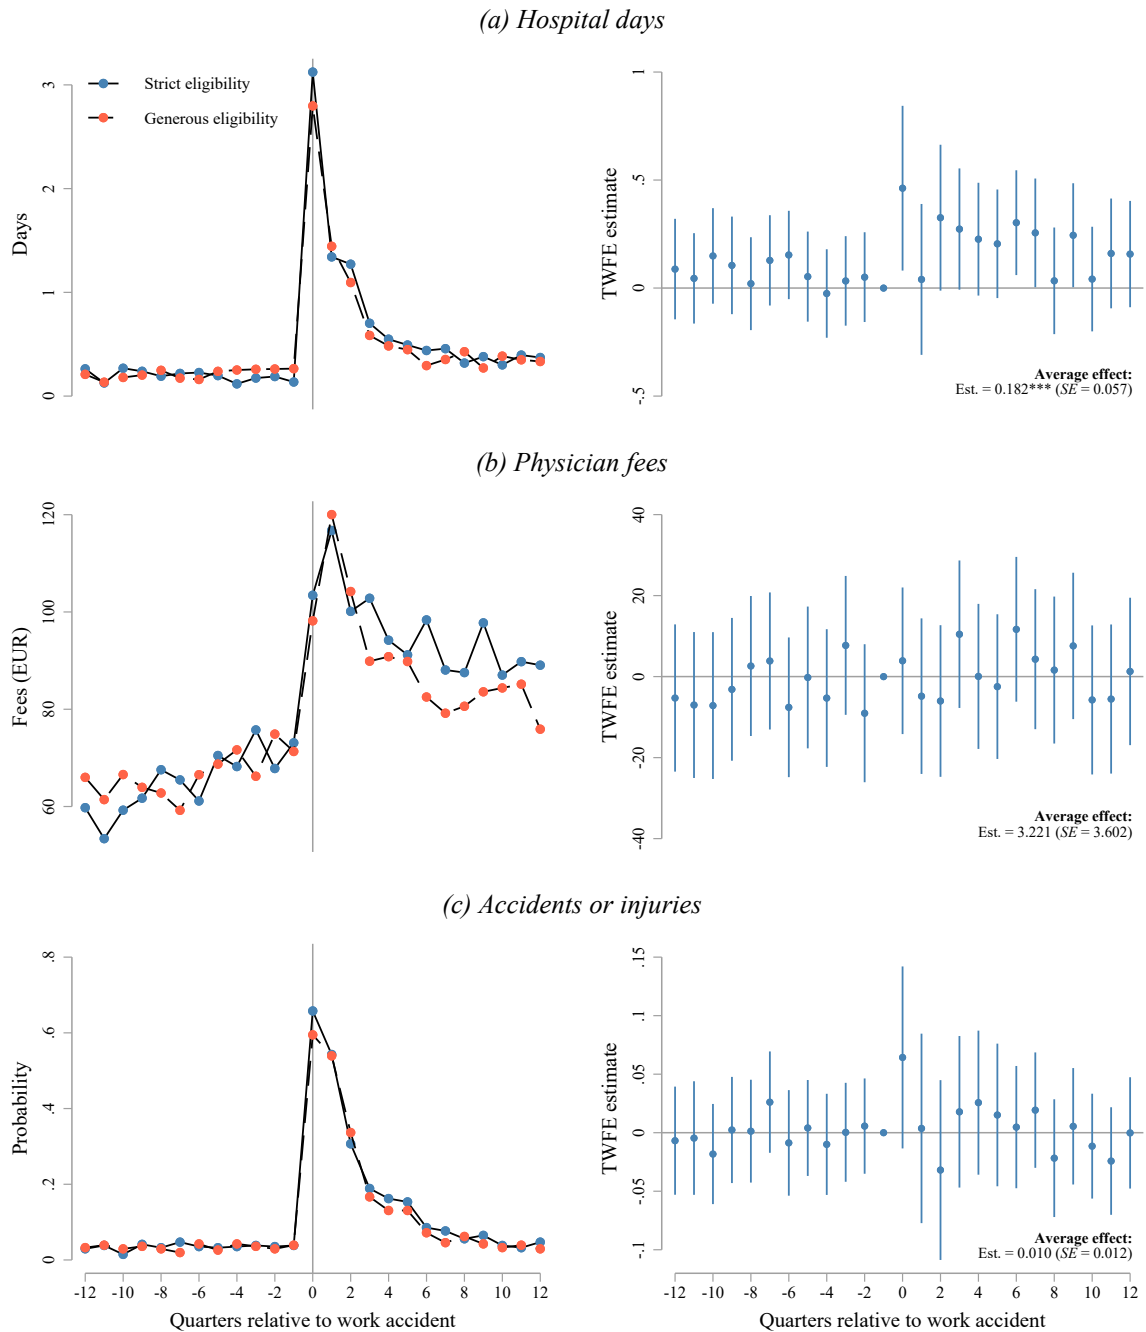 (a) Hospital days
Strict eligibility
Generous eligibility
Days
0
1
2
3
TWFE estimate
-.5
0
.5
1
Average effect:
Est. = 0.182*** (SE = 0.057)
(b) Physician fees
Fees (EUR)
60
80
100
120
TWFE estimate
-40
20
0
20
40
Average effect:
Est. = 3.221 (SE = 3.602)
(c) Accidents or injuries
Probability
0
.2
.4
.6
.8
-12 -10 -8 -6 -4 -2 0 2 4 6 8 10 12
Quarters relative to work accident
TWFE estimate
-.1
-.05
0
.05
.1
.15
Average effect:
Est. = 0.010 (SE = 0.012)
-12 -10 -8 -6 -4 -2 0 2 4 6 8 10 12
Quarters relative to work accident